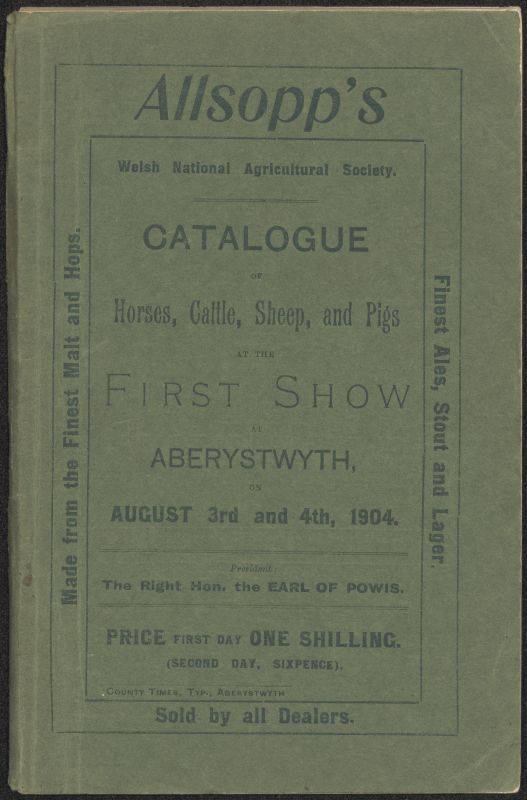 Allsopp's
Welsh National Agricultural Society.
CATALOGUE
OF
Horses, Cattle, Sheep, and Pigs
AT THE
FIRST SHOW
AT
ABERYSTWYTH,
ON
AUGUST 3rd and 4th, 1904.
President:
The Right Hon. the EARL OF POWIS.
PRICE FIRST DAY ONE SHILLING.
(SECOND DAY, SIXPENCE).
COUNTY TIMES, TYP., ABERYSTWYTH
Sold by all Dealers.
Made from the Finest Malt and Hops.
Finest Ales, Stout and Lager.